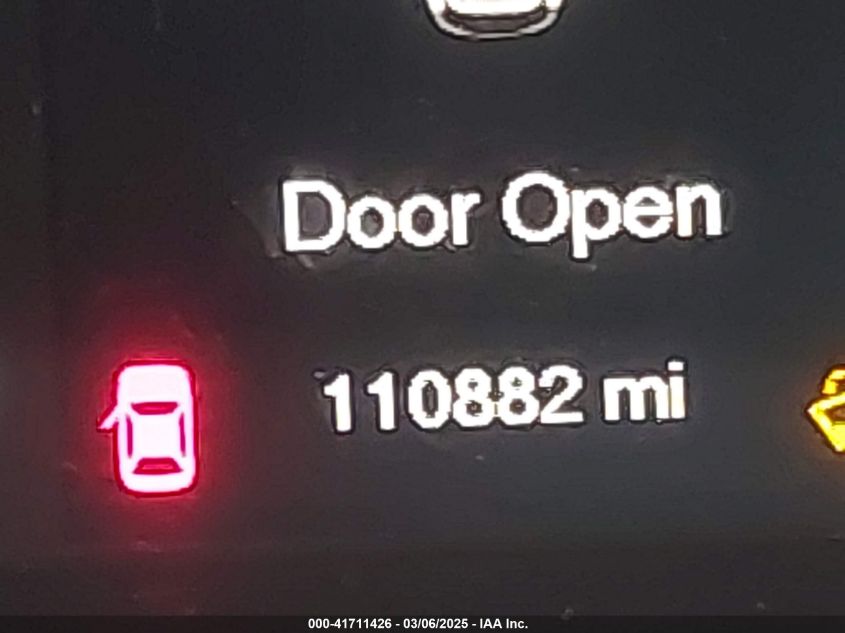 Door Open
110882 mi
000-41711426 - 03/06/2025 - IAA Inc.